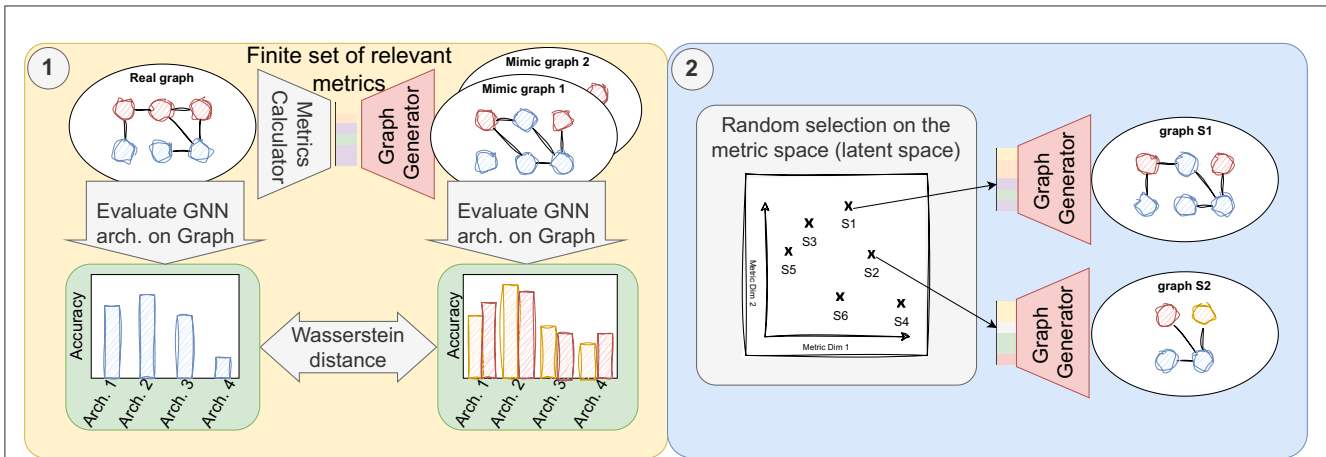 1
Finite set of relevant
metrics
Real graph
Metrics
Calculator
Graph
Generator
Mimic graph 2
Mimic graph 1
Evaluate GNN
arch. on Graph
Evaluate GNN
arch. on Graph
Accuracy
Arch. 1
Arch. 2
Arch. 3
Arch. 4
Wasserstein
distance
Accuracy
Arch. 1
Arch. 2
Arch. 3
Arch. 4
2
Random selection on the
metric space (latent space)
Metric Dim 2
Metric Dim 1
x
S1
x
S3
x
S5
x
S2
x
S6
x
S4
Graph
Generator
graph S1
Graph
Generator
graph S2